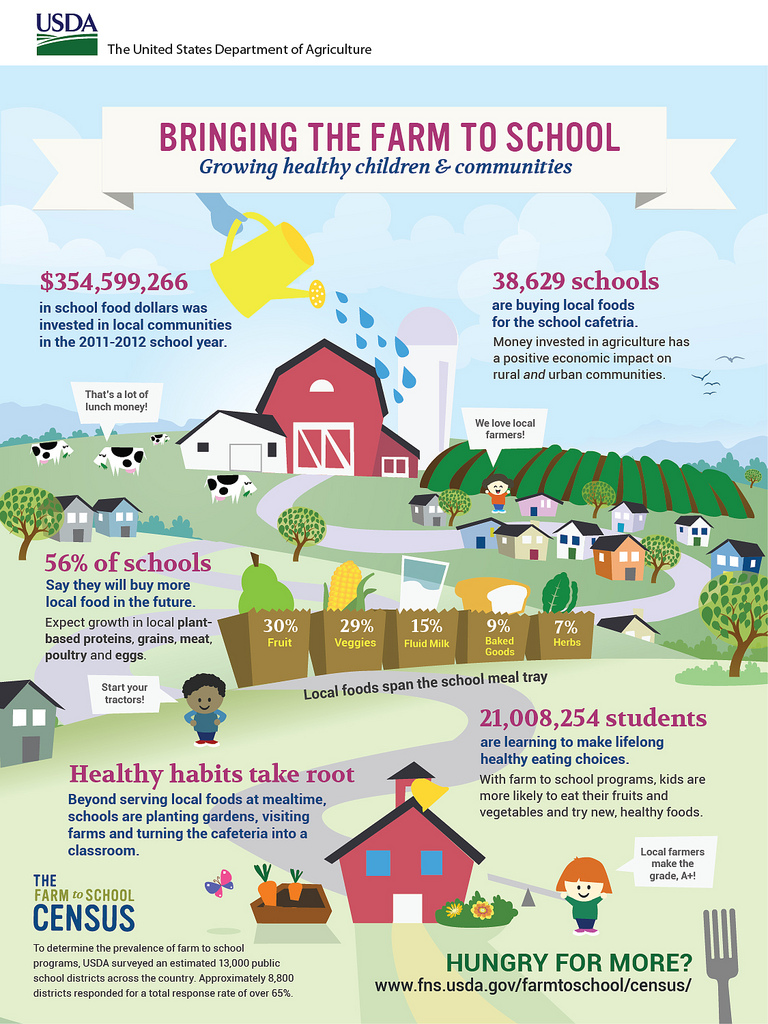 USDA
The United States Department of Agriculture
BRINGING THE FARM TO SCHOOL
Growing healthy children & communities
$354,599,266
in school food dollars was
invested in local communities
in the 2011-2012 school year.
38,629 schools
are buying local foods
for the school cafetria.
Money invested in agriculture has
a positive economic impact on
rural and urban communities.
That's a lot of
lunch money!
We love local
farmers!
56% of schools
Say they will buy more
local food in the future.
Expect growth in local plant-
based proteins, grains, meat,
poultry and eggs.
30%
Fruit
29%
Veggies
15%
Fluid Milk
9%
Baked
Goods
7%
Herbs
Local foods span the school meal tray
Start your
tractors!
21,008,254 students
are learning to make lifelong
healthy eating choices.
With farm to school programs, kids are
more likely to eat their fruits and
vegetables and try new, healthy foods.
Healthy habits take root
Beyond serving local foods at mealtime,
schools are planting gardens, visiting
farms and turning the cafeteria into a
classroom.
Local farmers
make the
grade, A+!
THE
FARM to SCHOOL
CENSUS
To determine the prevalence of farm to school
programs, USDA surveyed an estimated 13,000 public
school districts across the country. Approximately 8,800
districts responded for a total response rate of over 65%.
HUNGRY FOR MORE?
www.fns.usda.gov/farmtoschool/census/